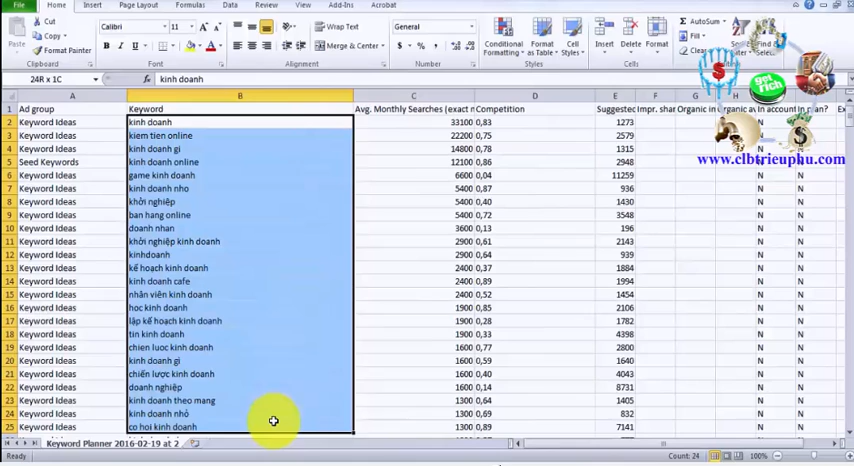 File Home Insert Page Layout Formulas Data Review View Add-Ins Acrobat
Cut
Copy
Format Painter
Paste
Clipboard
Calibri 11
Font
Wrap Text
Merge & Center
Alignment
General
Number
Conditional Formatting
Format as Table
Cell Styles
Styles
Insert Delete Format
Cells
AutoSum
Fill
Clear
get rich
www.clbtrieuphu.com
24R x 1C fx kinh doanh
A B C D E F G H
1 Ad group Keyword Avg. Monthly Searches (exact Competition Suggested Impr. shar Organic in Organic av In account In plan? Ex
2 Keyword Ideas kinh doanh 33100 0,83 1273
3 Keyword Ideas kiem tien online 22200 0,75 2579
4 Keyword Ideas kinh doanh gi 14800 0,78 1315
5 Seed Keywords kinh doanh online 12100 0,86 2948
6 Keyword Ideas game kinh doanh 6600 0,04 11259 N N
7 Keyword Ideas kinh doanh nho 5400 0,87 936 N N
8 Keyword Ideas khởi nghiệp 5400 0,40 1430 N N
9 Keyword Ideas ban hang online 5400 0,72 3548 N N
10 Keyword Ideas doanh nhan 3600 0,13 196 N N
11 Keyword Ideas khởi nghiệp kinh doanh 2900 0,61 2143 N N
12 Keyword Ideas kinhdoanh 2900 0,64 939 N N
13 Keyword Ideas kế hoạch kinh doanh 2400 0,37 1884 N N
14 Keyword Ideas kinh doanh cafe 2400 0,89 1994 N N
15 Keyword Ideas nhân viên kinh doanh 2400 0,52 1454 N N
16 Keyword Ideas hoc kinh doanh 1900 0,85 2106 N N
17 Keyword Ideas lập kế hoạch kinh doanh 1900 0,28 1782 N N
18 Keyword Ideas tin kinh doanh 1900 0,33 4398 N N
19 Keyword Ideas chien luoc kinh doanh 1600 0,77 2800 N N
20 Keyword Ideas kinh doanh gì 1600 0,59 1640 N N
21 Keyword Ideas chiến lược kinh doanh 1600 0,40 4043 N N
22 Keyword Ideas doanh nghiệp 1600 0,14 8731 N N
23 Keyword Ideas kinh doanh theo mang 1300 0,64 1405 N N
24 Keyword Ideas kinh doanh nhỏ 1300 0,69 832 N N
25 Keyword Ideas co hoi kinh doanh 1300 0,87 7141 N N
Keyword Planner 2016-02-19 at 2
Ready Count: 24 100%